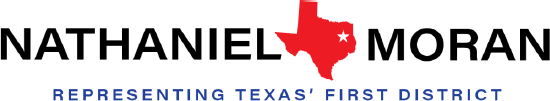 NATHANIEL MORAN
REPRESENTING TEXAS' FIRST DISTRICT